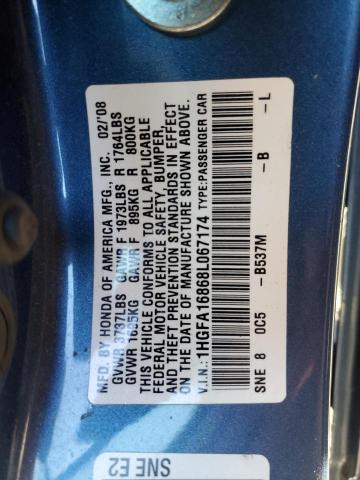 MFD. BY HONDA OF AMERICA MFG., INC. 02/'08
GVWR 3737LBS GAWR F 1973LBS R 1764LBS
GVWR 1695KG GAWR F 895KG R 800KG
THIS VEHICLE CONFORMS TO ALL APPLICABLE
FEDERAL MOTOR VEHICLE SAFETY, BUMPER,
AND THEFT PREVENTION STANDARDS IN EFFECT
ON THE DATE OF MANUFACTURE SHOWN ABOVE.
V.I.N.: 1HGFA16868L067174 TYPE:PASSENGER CAR
SNE 8 0C5 -B537M -B -L
SNE E2